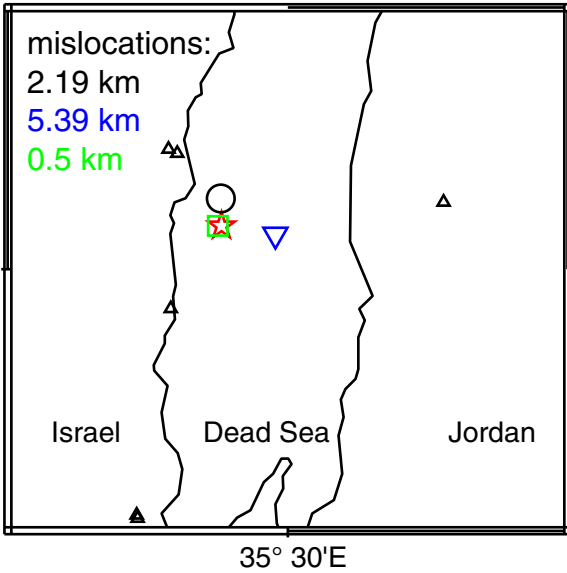 mislocations:
2.19 km
5.39 km
0.5 km
Israel Dead Sea Jordan
35° 30'E